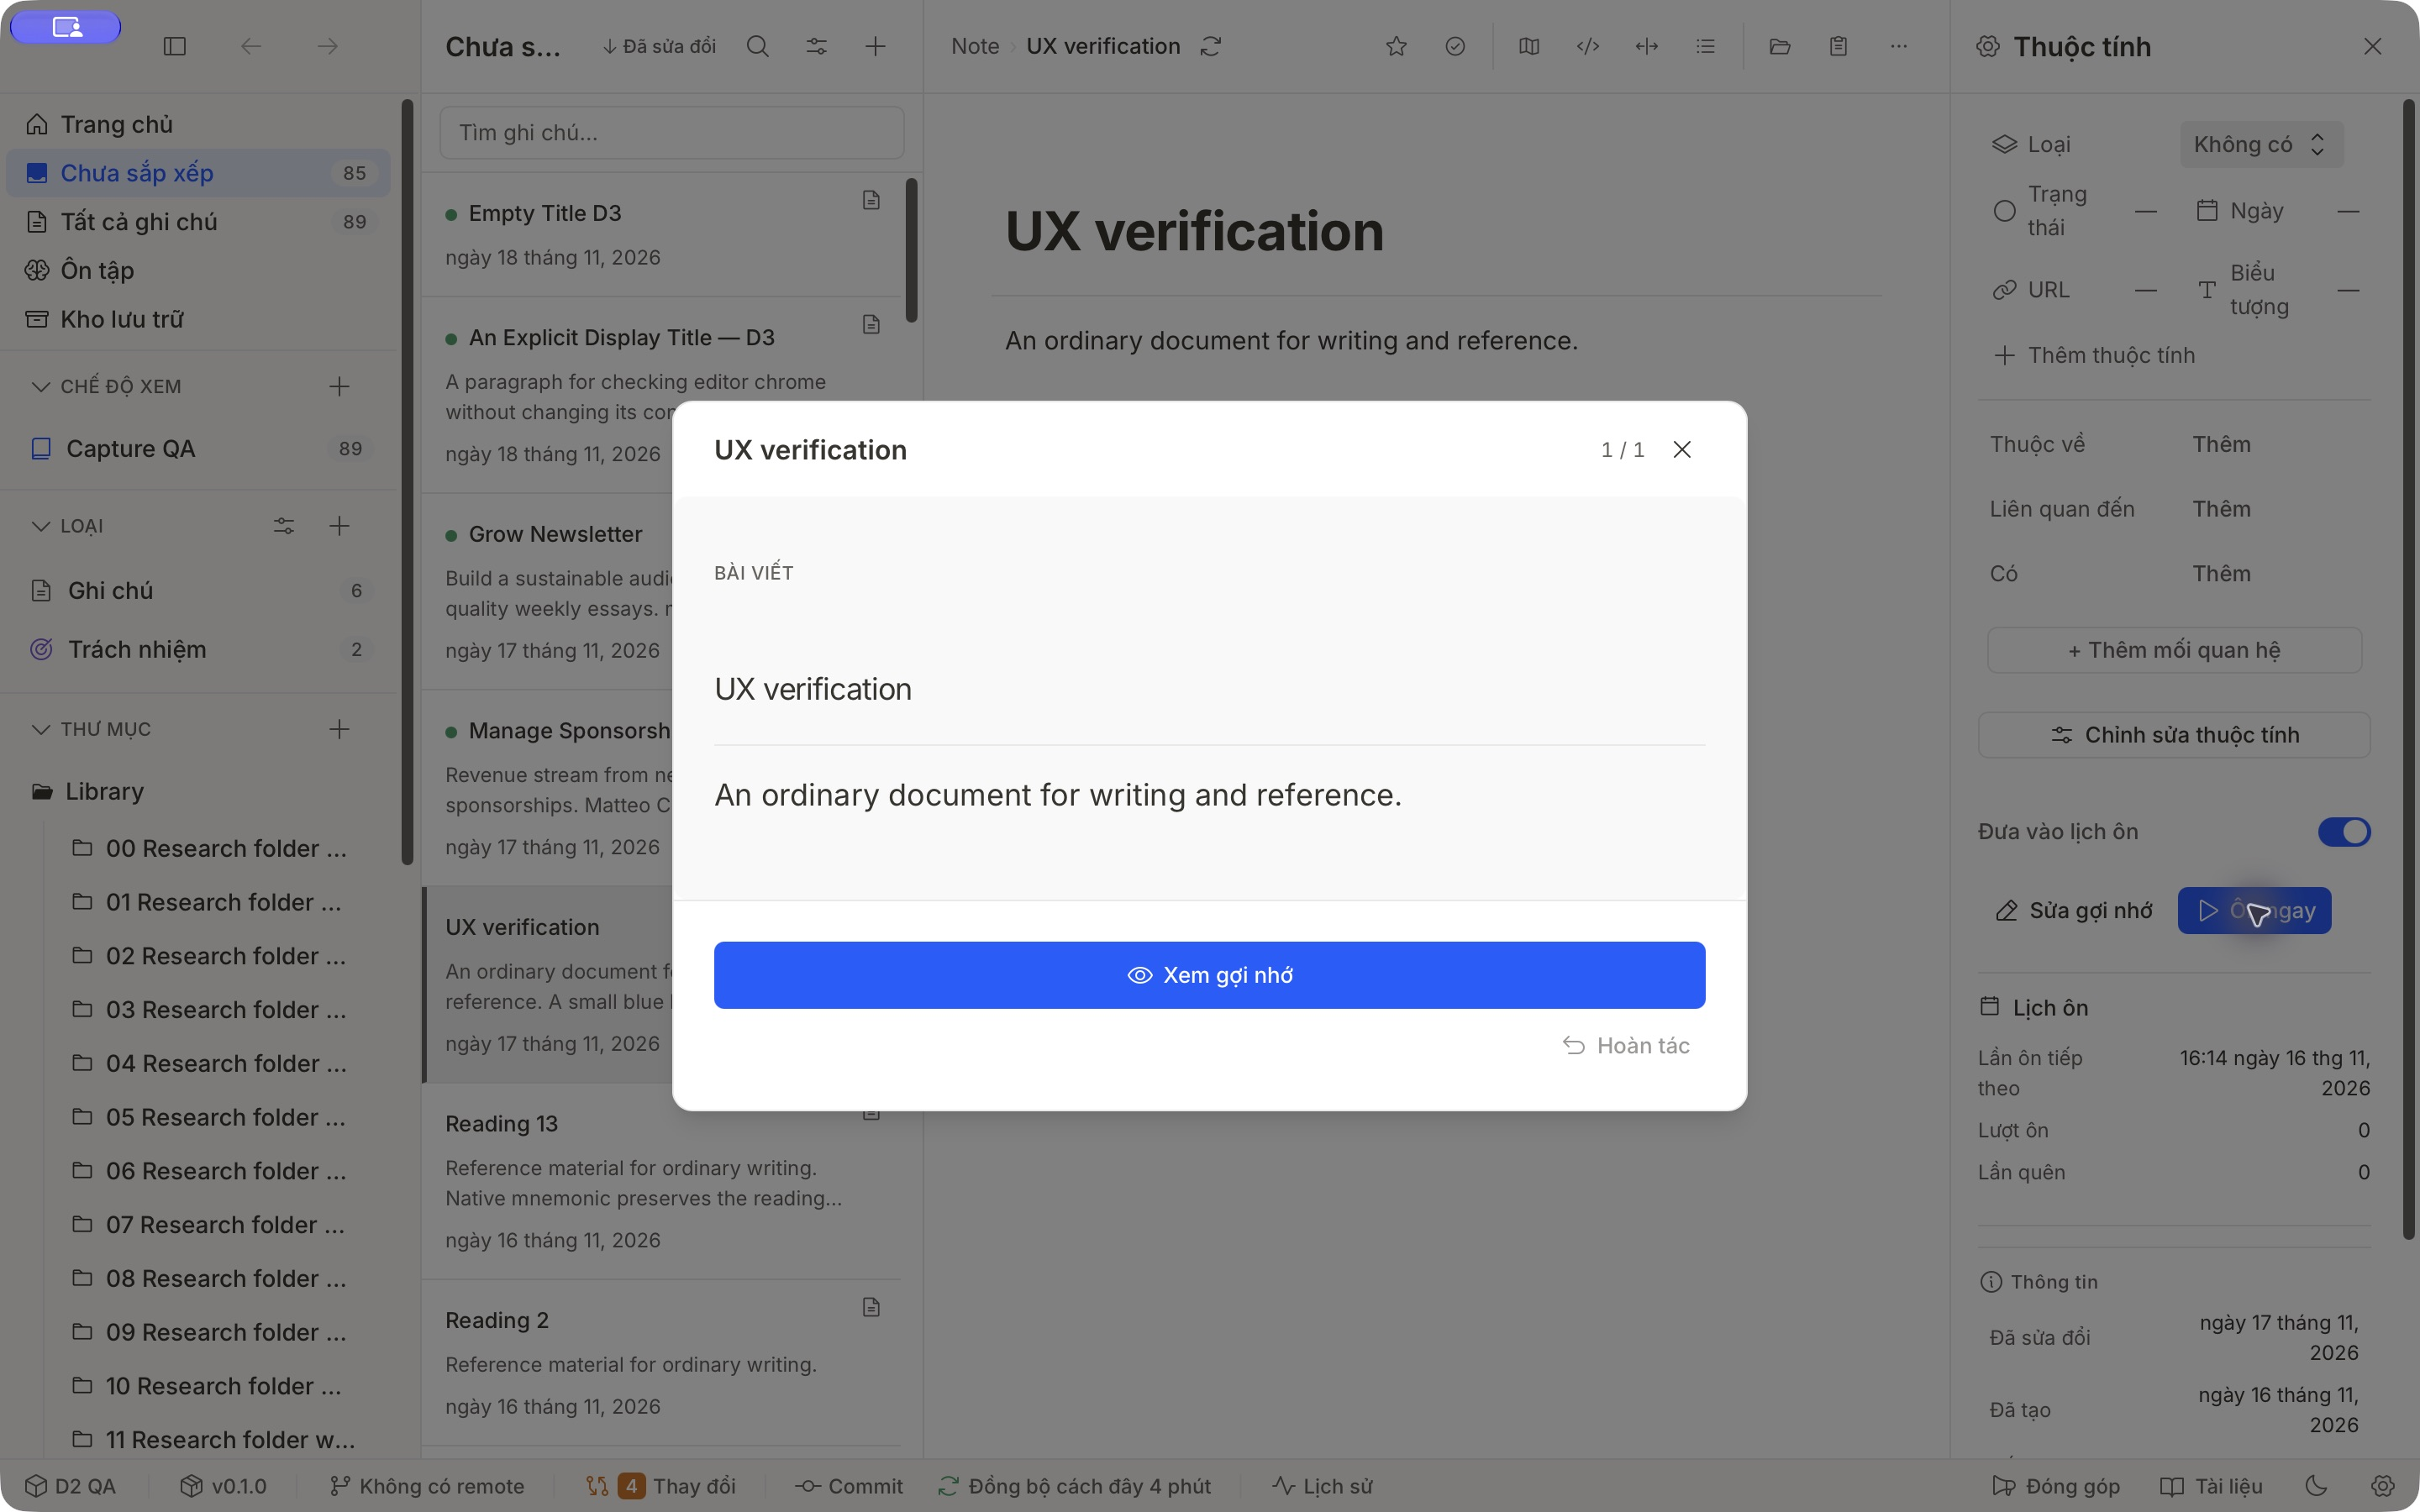 Chưa s...
Đã sửa đổi
Note
UX verification
Thuộc tính
Trang chủ
Chưa sắp xếp
85
Tất cả ghi chú
89
Ôn tập
Kho lưu trữ
CHẾ ĐỘ XEM
Capture QA
89
LOẠI
Ghi chú
6
Trách nhiệm
2
THƯ MỤC
Library
00 Research folder ...
01 Research folder ...
02 Research folder ...
03 Research folder ...
04 Research folder ...
05 Research folder ...
06 Research folder ...
07 Research folder ...
08 Research folder ...
09 Research folder ...
10 Research folder ...
11 Research folder w...
Tìm ghi chú...
Empty Title D3
ngày 18 tháng 11, 2026
An Explicit Display Title — D3
A paragraph for checking editor chrome
without changing its
ngày 18 tháng 11, 2026
Grow Newsletter
Build a sustainable
quality weekly essays.
ngày 17 tháng 11, 2026
Manage
Revenue stream from
sponsorships. Matteo
ngày 17 tháng 11, 2026
UX verification
An ordinary document
reference. A small blue
ngày 17 tháng 11, 2026
Reading 13
Reference material for ordinary writing.
Native mnemonic preserves the reading...
ngày 16 tháng 11, 2026
Reading 2
Reference material for ordinary writing.
ngày 16 tháng 11, 2026
UX verification
An ordinary document for writing and reference.
UX verification
1 / 1
BÀI VIẾT
UX verification
An ordinary document for writing and reference.
Xem gợi nhớ
Hoàn tác
Loại
Không có
Trạng thái
—
Ngày
—
URL
—
Biểu tượng
—
Thêm thuộc tính
Thuộc về
Thêm
Liên quan đến
Thêm
Có
Thêm
+ Thêm mối quan hệ
Chỉnh sửa thuộc tính
Đưa vào lịch ôn
Sửa gợi nhớ
Lịch ôn
Lần ôn tiếp theo
16:14 ngày 16 thg 11, 2026
Lượt ôn
0
Lần quên
0
Thông tin
Đã sửa đổi
ngày 17 tháng 11, 2026
Đã tạo
ngày 16 tháng 11, 2026
D2 QA
v0.1.0
Không có remote
4
Thay đổi
Commit
Đồng bộ cách đây 4 phút
Lịch sử
Đóng góp
Tài liệu